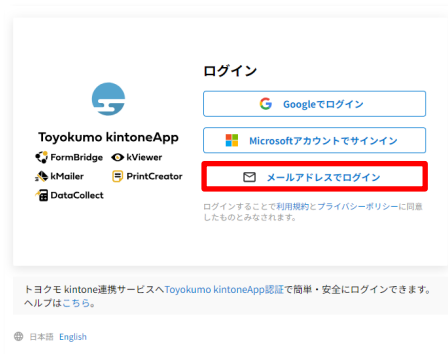 ログイン
Googleでログイン
Toyokumo kintoneApp
Microsoftアカウントでサインイン
FormBridge kViewer
kMailer PrintCreator
メールアドレスでログイン
DataCollect
ログインすることで利用規約とプライバシーポリシーに同意
したものとみなされます。
トヨクモ kintone連携サービスへToyokumo kintoneApp認証で簡単・安全にログインできます。
ヘルプはこちら。
日本語 English